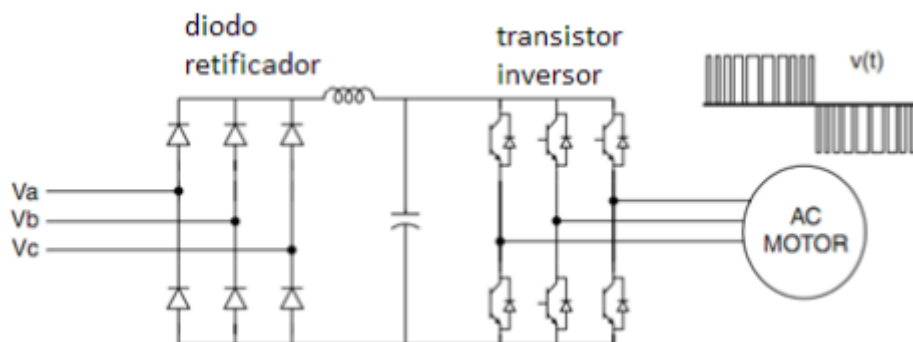 diodo
retificador
transistor
inversor
v(t)
Va
Vb
Vc
AC
MOTOR